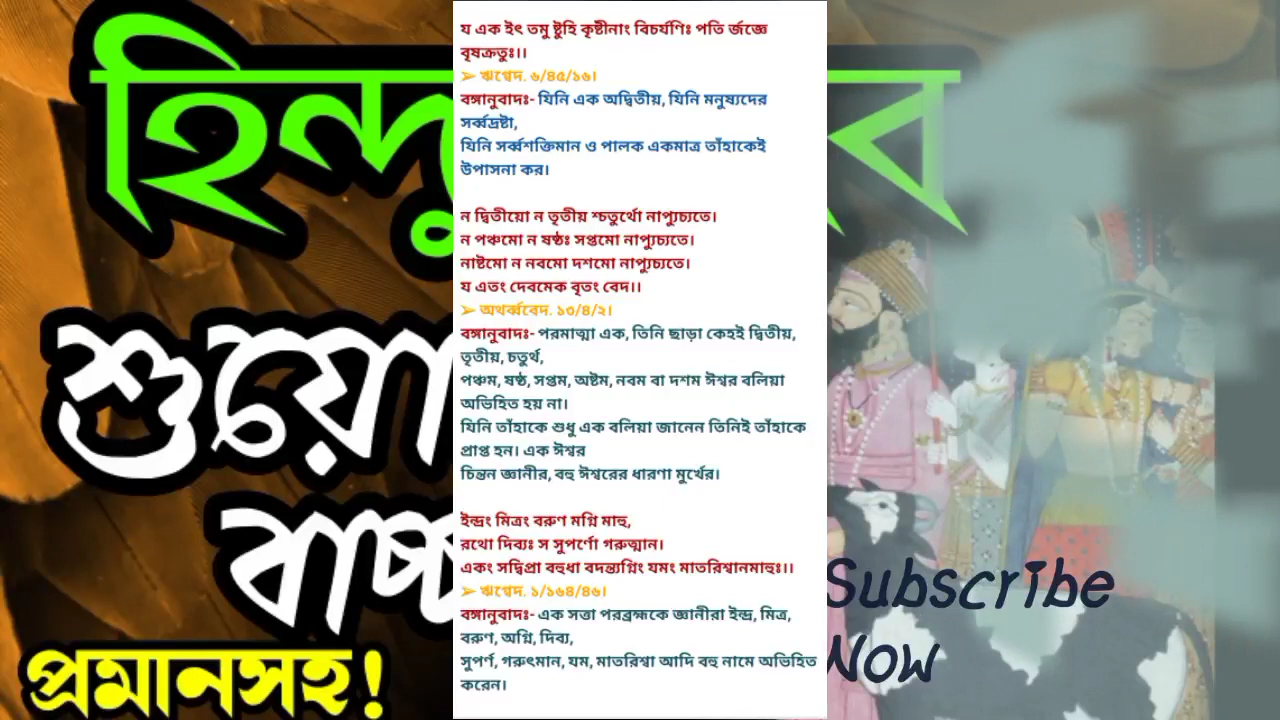 য এক ইৎ তমু ষ্টুহি কৃষ্টীনাং বিচর্ষণিঃ পতি র্জজ্ঞে
বৃষক্রতুঃ।।
➢ ঋগ্বেদ. ৬/৪৫/১৬।
বঙ্গানুবাদঃ- যিনি এক অদ্বিতীয়, যিনি মনুষ্যদের
সর্ব্বদ্রষ্টা,
যিনি সর্ব্বশক্তিমান ও পালক একমাত্র তাঁহাকেই
উপাসনা কর।
ন দ্বিতীয়ো ন তৃতীয় শ্চতুর্থো নাপ্যুচ্যতে।
ন পঞ্চমো ন ষষ্ঠঃ সপ্তমো নাপ্যুচ্যতে।
নাষ্টমো ন নবমো দশমো নাপ্যুচ্যতে।
য এতং দেবমেক বৃতং বেদ।।
➢ অথর্ব্ববেদ. ১৩/৪/২।
বঙ্গানুবাদঃ- পরমাত্মা এক, তিনি ছাড়া কেহই দ্বিতীয়,
তৃতীয়, চতুর্থ,
পঞ্চম, ষষ্ঠ, সপ্তম, অষ্টম, নবম বা দশম ঈশ্বর বলিয়া
অভিহিত হয় না।
যিনি তাঁহাকে শুধু এক বলিয়া জানেন তিনিই তাঁহাকে
প্রাপ্ত হন। এক ঈশ্বর
চিন্তন জ্ঞানীর, বহু ঈশ্বরের ধারণা মুর্খের।
ইন্দ্রং মিত্রং বরুণ মগ্নি মাহু,
রথো দিব্যঃ স সুপর্ণো গরুত্মান।
একং সদ্বিপ্রা বহুধা বদন্ত্যগ্নিং যমং মাতরিশ্বানমাহুঃ।।
➢ ঋগ্বেদ. ১/১৬৪/৪৬।
বঙ্গানুবাদঃ- এক সত্তা পরব্রহ্মকে জ্ঞানীরা ইন্দ্র, মিত্র,
বরুণ, অগ্নি, দিব্য,
সুপর্ণ, গরুৎমান, যম, মাতরিশ্বা আদি বহু নামে অভিহিত
করেন।
প্রমানসহ!
Subscribe
Now